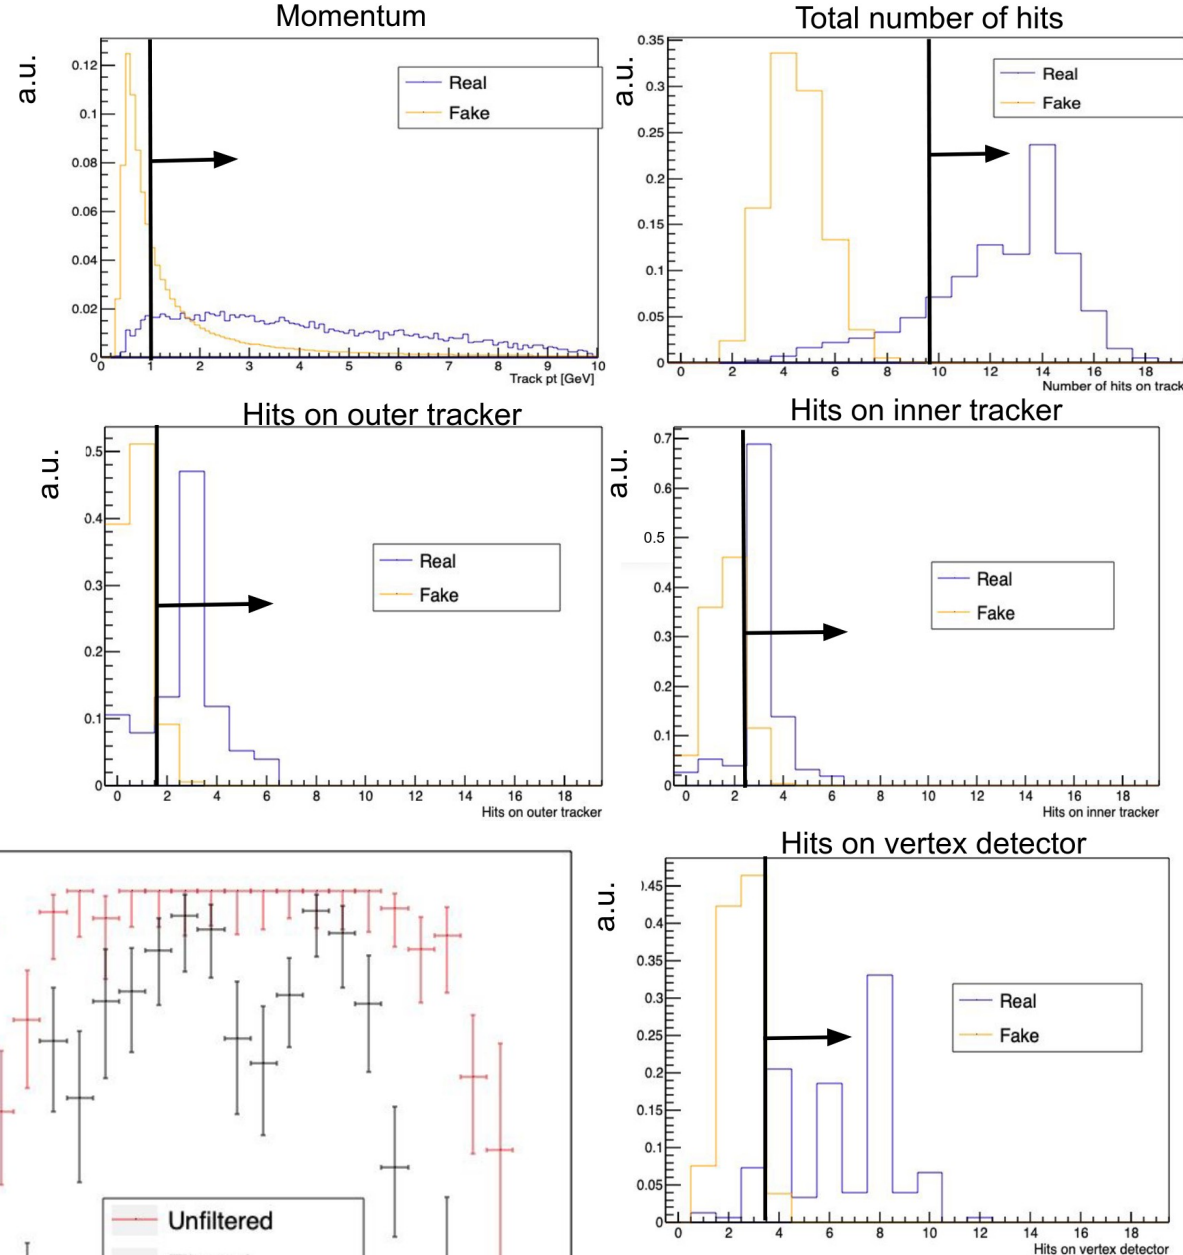 Momentum
a.u.
0.12
0.1
0.08
0.06
0.04
0.02
0
Real
Fake
0 1 2 3 4 5 6 7 8 9 10
Track pt [GeV]
Total number of hits
a.u.
0.35
0.3
0.25
0.2
0.15
0.1
0.05
0
Real
Fake
0 2 4 6 8 10 12 14 16 18
Number of hits on track
Hits on outer tracker
a.u.
0.5
0.4
0.3
0.2
0.1
0
Real
Fake
0 2 4 6 8 10 12 14 16 18
Hits on outer tracker
Hits on inner tracker
a.u.
0.7
0.6
0.5
0.4
0.3
0.2
0.1
0
Real
Fake
0 2 4 6 8 10 12 14 16 18
Hits on inner tracker
Unfiltered
Hits on vertex detector
a.u.
.45
0.4
0.35
0.3
0.25
0.2
0.15
0.1
0.05
0
Real
Fake
0 2 4 6 8 10 12 14 16 18
Hits on vertex detector